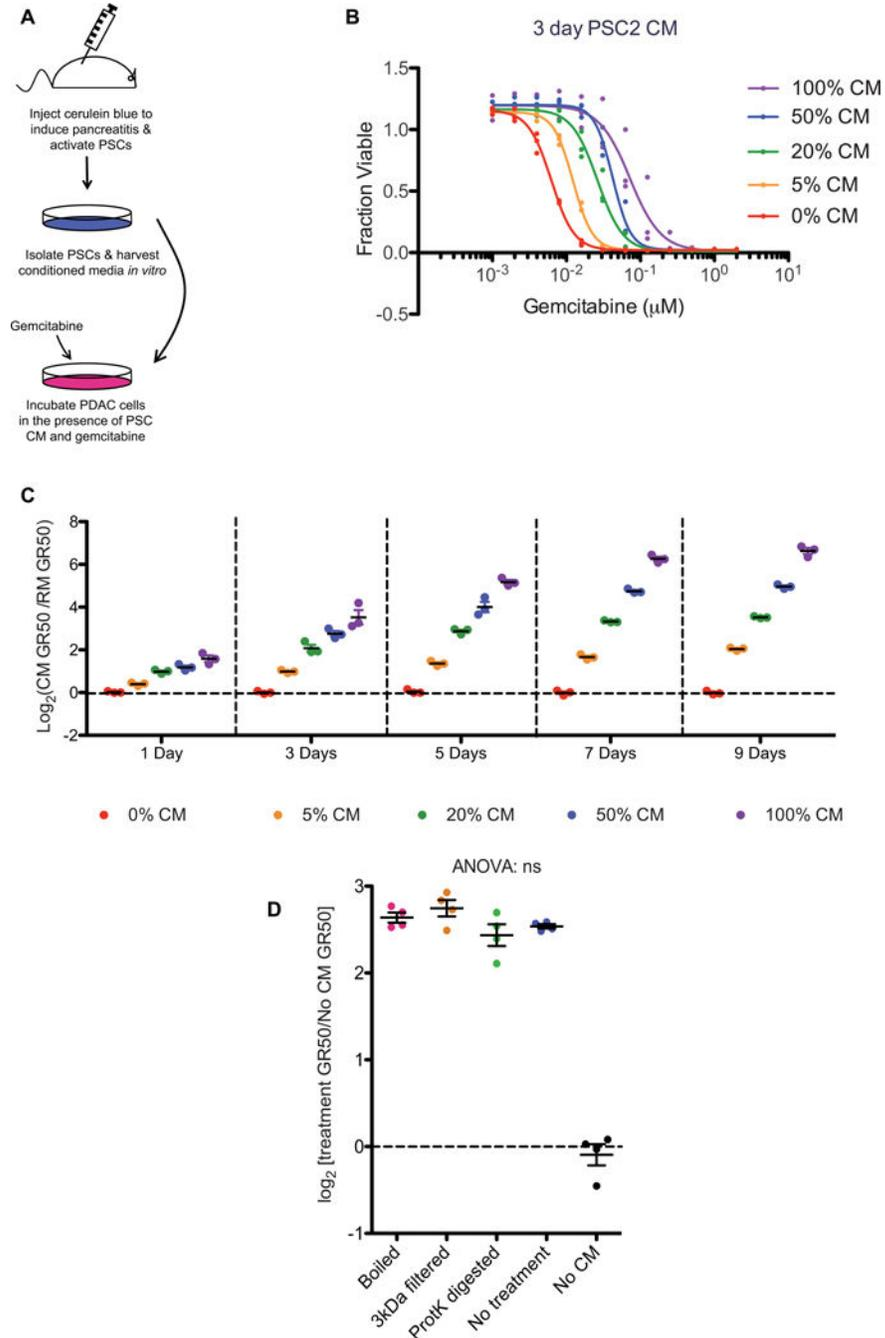 A
Inject cerulein blue to
induce pancreatitis &
activate PSCs
Isolate PSCs & harvest
conditioned media in vitro
Gemcitabine
Incubate PDAC cells
in the presence of PSC
CM and gemcitabine
B
3 day PSC2 CM
Fraction Viable
1.5
1.0
0.5
0.0
-0.5
10-3
10-2
10-1
100
101
Gemcitabine (μM)
100% CM
50% CM
20% CM
5% CM
0% CM
C
Log2(CM GR50 /RM GR50)
8
6
4
2
0
-2
1 Day
3 Days
5 Days
7 Days
9 Days
0% CM
5% CM
20% CM
50% CM
100% CM
D
ANOVA: ns
log2 [treatment GR50/No CM GR50]
3
2
1
0
-1
Boiled
3kDa filtered
ProtK digested
No treatment
No CM